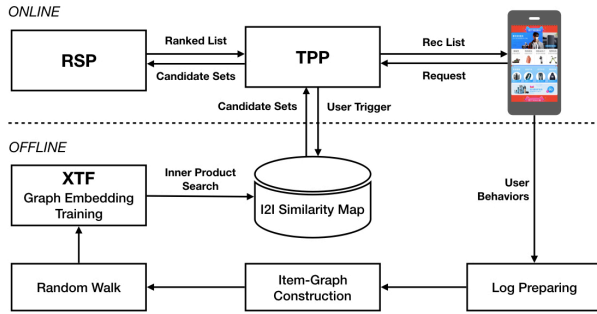 ONLINE
RSP
Ranked List
Candidate Sets
TPP
Rec List
Request
Candidate Sets
User Trigger
OFFLINE
XTF
Graph Embedding
Training
Inner Product
Search
I2I Similarity Map
User
Behaviors
Random Walk
Item-Graph
Construction
Log Preparing